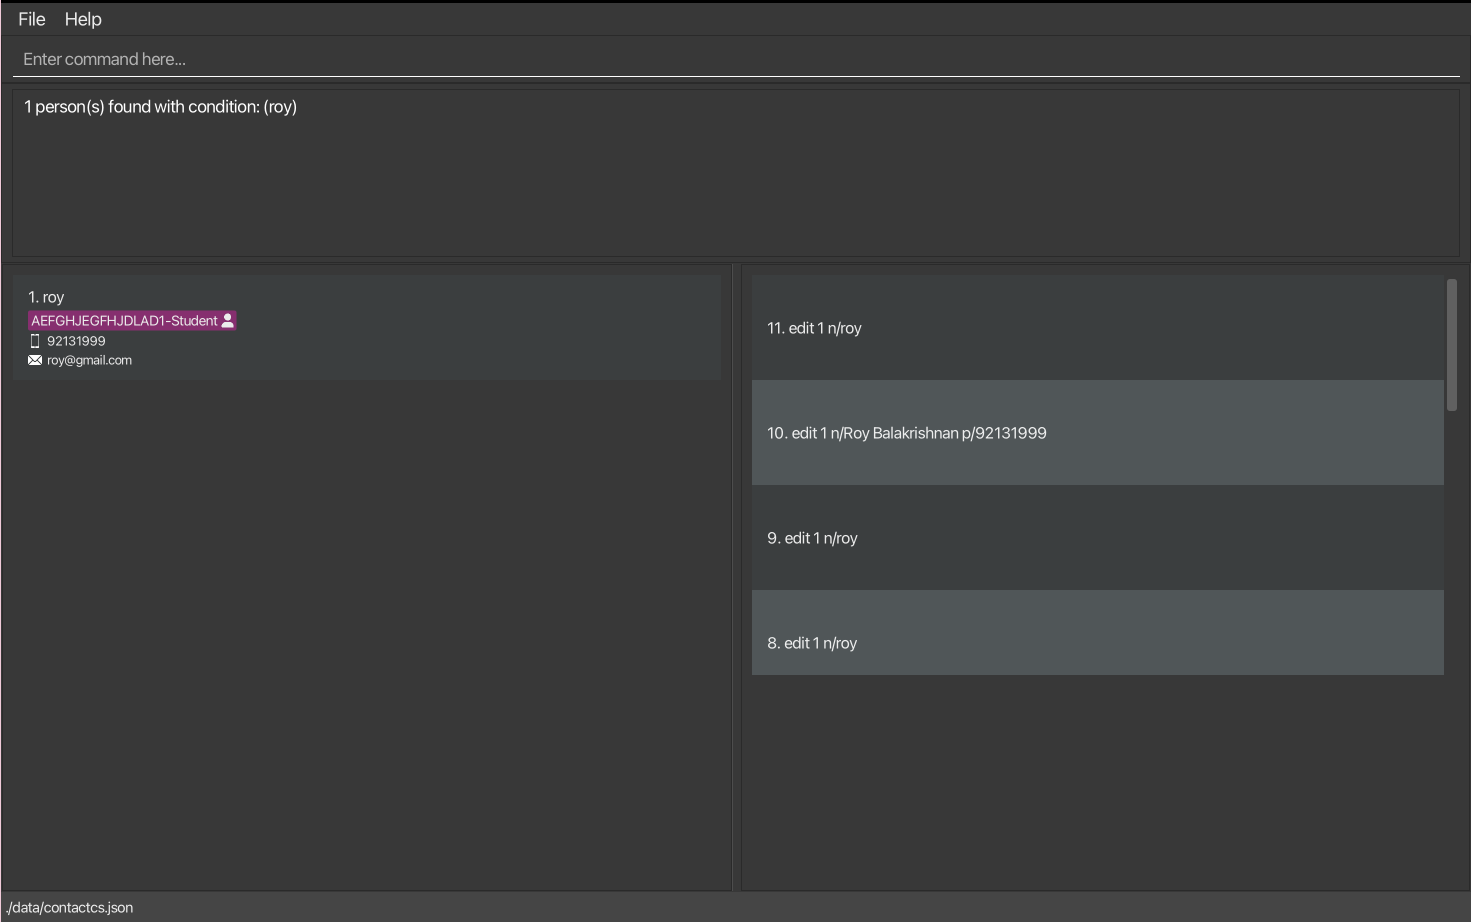 File Help
Enter command here...
1 person(s) found with condition: (roy)
1. roy
AEFGHJEGFHJDLAD1-Student
92131999
roy@gmail.com
11. edit 1 n/roy
10. edit 1 n/Roy Balakrishnan p/92131999
9. edit 1 n/roy
8. edit 1 n/roy
./data/contactcs.json